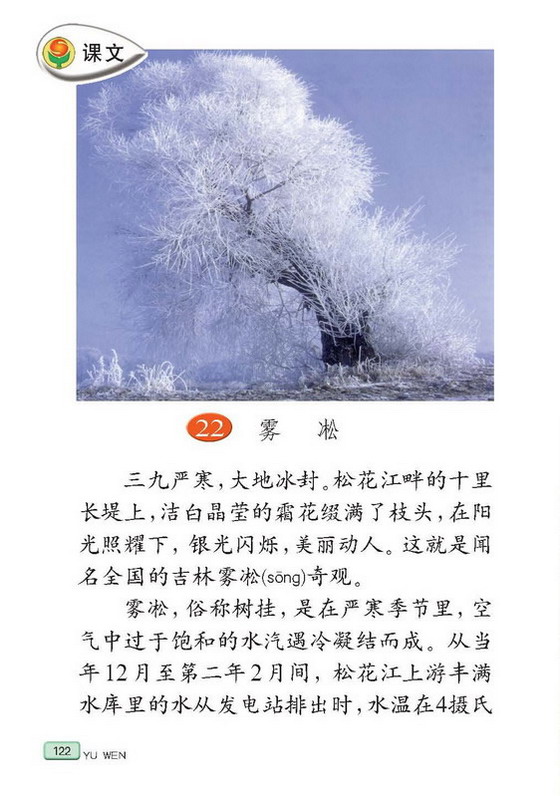 课文
22 雾凇
三九严寒，大地冰封。松花江畔的十里
长堤上，洁白晶莹的霜花缀满了枝头，在阳
光照耀下，银光闪烁，美丽动人。这就是闻
名全国的吉林雾凇(sōng)奇观。
雾凇，俗称树挂，是在严寒季节里，空
气中过于饱和的水汽遇冷凝结而成。从当
年12月至第二年2月间，松花江上游丰满
水库里的水从发电站排出时，水温在4摄氏
122 YU WEN